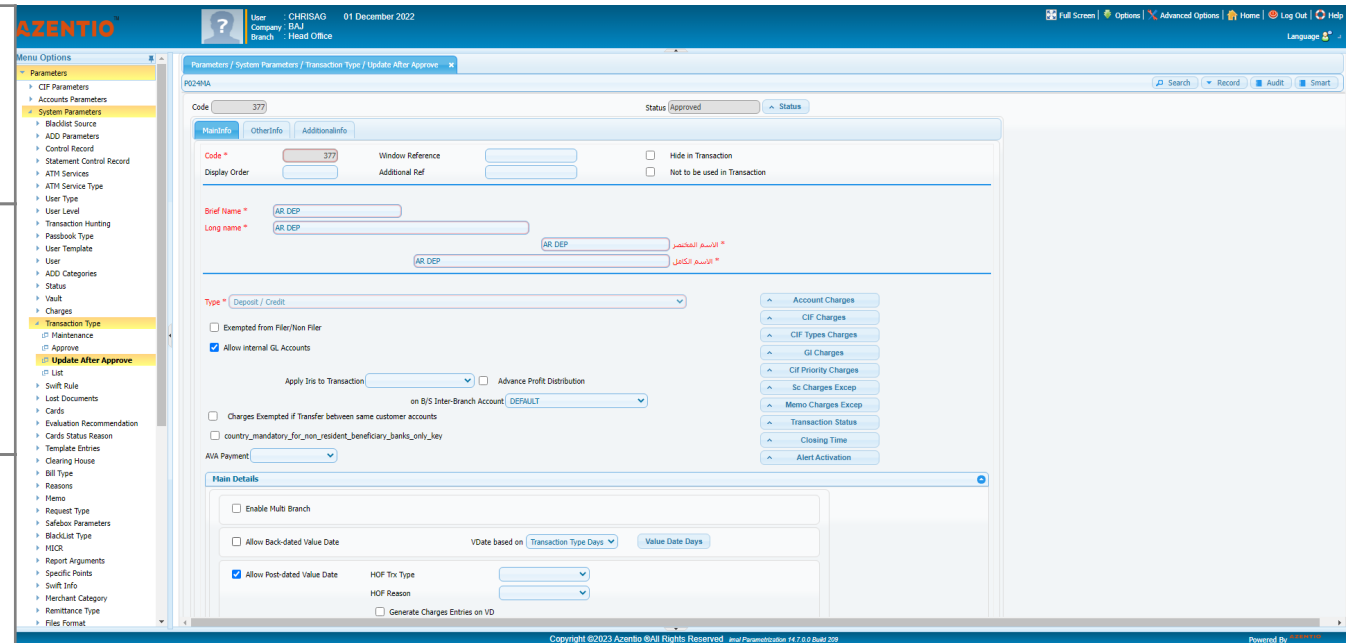 AZENTIO
User : CHRISAG 01 December 2022
Company : BAJ
Branch : Head Office
Full Screen | Options | Advanced Options | Home | Log Out | Help
Language
Menu Options
Parameters
CIF Parameters
Accounts Parameters
System Parameters
Blacklist Source
ADD Parameters
Control Record
Statement Control Record
ATM Services
ATM Service Type
User Type
User Level
Transaction Hunting
Passbook Type
User Template
User
ADD Categories
Status
Vault
Charges
Transaction Type
Maintenance
Approve
Update After Approve
List
Swift Rule
Lost Documents
Cards
Evaluation Recommendation
Cards Status Reason
Template Entries
Clearing House
Bill Type
Reasons
Memo
Request Type
Safebox Parameters
BlackList Type
MICR
Report Arguments
Specific Points
Swift Info
Merchant Category
Remittance Type
Files Format
Parameters / System Parameters / Transaction Type / Update After Approve x
P024MA
Search Record Audit Smart
Code 377 Status Approved Status
MainInfo OtherInfo AdditionalInfo
Code * 377 Window Reference Hide in Transaction
Display Order Additional Ref Not to be used in Transaction
Brief Name * AR DEP
Long name * AR DEP
AR DEP الاسم المختصر *
AR DEP الاسم الكامل *
Type * Deposit / Credit
Exempted from Filer/Non Filer
Allow internal GL Accounts
Apply Iris to Transaction Advance Profit Distribution
on B/S Inter-Branch Account DEFAULT
Charges Exempted if Transfer between same customer accounts
country_mandatory_for_non_resident_beneficiary_banks_only_key
AVA Payment
Account Charges
CIF Charges
CIF Types Charges
Gl Charges
Cif Priority Charges
Sc Charges Excep
Memo Charges Excep
Transaction Status
Closing Time
Alert Activation
Main Details
Enable Multi Branch
Allow Back-dated Value Date VDate based on Transaction Type Days Value Date Days
Allow Post-dated Value Date HOF Trx Type
HOF Reason
Generate Charges Entries on VD
Copyright ©2023 Azentio ®All Rights Reserved imal Parametrization 14.7.0.0 Build 209
Powered By AZENTIO